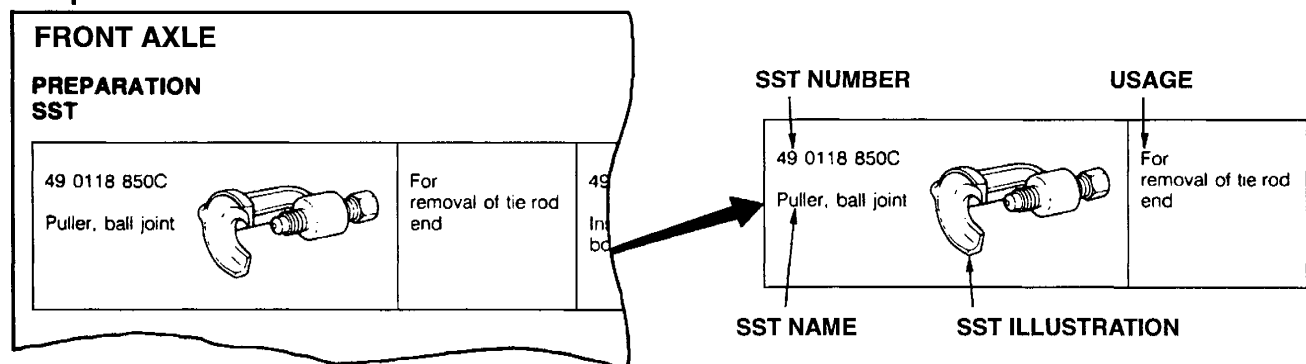 FRONT AXLE
PREPARATION
SST
49 0118 850C
Puller, ball joint
For
removal of tie rod
end
49
SST NUMBER
USAGE
49 0118 850C
Puller, ball joint
For
removal of tie rod
end
SST NAME
SST ILLUSTRATION